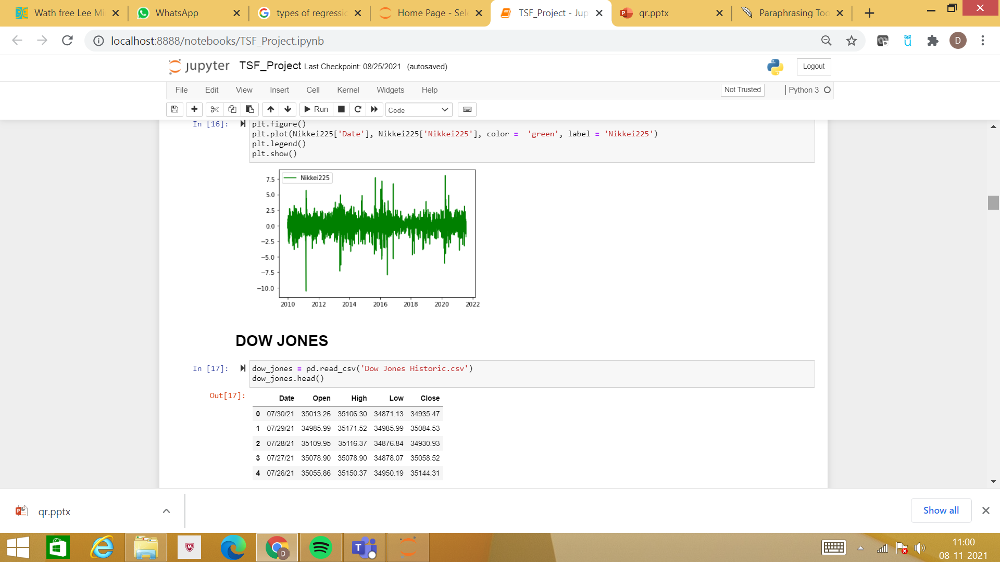 Wath free Lee Mi
WhatsApp
types of regressio
Home Page - Sele
TSF_Project - Jup
qr.pptx
Paraphrasing Too
localhost:8888/notebooks/TSF_Project.ipynb
D
jupyter TSF_Project Last Checkpoint: 08/25/2021 (autosaved)
Logout
File Edit View Insert Cell Kernel Widgets Help
Not Trusted
Python 3
Run
Code
In [16]:
plt.figure()
plt.plot(Nikkei225['Date'], Nikkei225['Nikkei225'], color =  'green', label = 'Nikkei225')
plt.legend()
plt.show()
Nikkei225
7.5
5.0
2.5
0.0
−2.5
−5.0
−7.5
−10.0
2010 2012 2014 2016 2018 2020 2022
DOW JONES
In [17]:
dow_jones = pd.read_csv('Dow Jones Historic.csv')
dow_jones.head()
Out[17]:
Date Open High Low Close
0 07/30/21 35013.26 35106.30 34871.13 34935.47
1 07/29/21 34985.99 35171.52 34985.99 35084.53
2 07/28/21 35109.95 35116.37 34876.84 34930.93
3 07/27/21 35078.90 35078.90 34878.07 35058.52
4 07/26/21 35055.86 35150.37 34950.19 35144.31
qr.pptx
Show all
D
T
11:00
08-11-2021